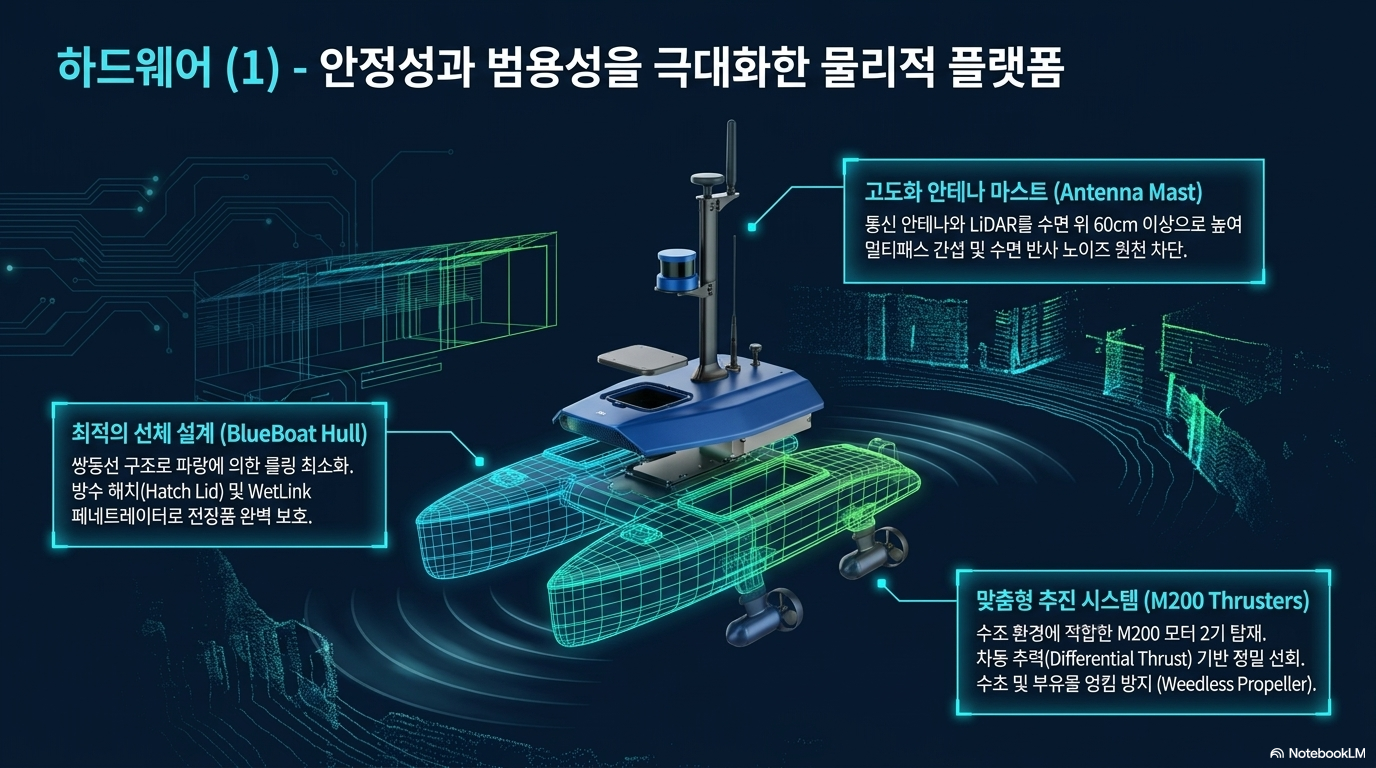 하드웨어 (1) - 안정성과 범용성을 극대화한 물리적 플랫폼
고도화 안테나 마스트 (Antenna Mast)
통신 안테나와 LiDAR를 수면 위 60cm 이상으로 높여
멀티패스 간섭 및 수면 반사 노이즈 원천 차단.
최적의 선체 설계 (BlueBoat Hull)
쌍동선 구조로 파랑에 의한 롤링 최소화.
방수 해치(Hatch Lid) 및 WetLink
페네트레이터로 전장품 완벽 보호.
맞춤형 추진 시스템 (M200 Thrusters)
수조 환경에 적합한 M200 모터 2기 탑재.
차동 추력(Differential Thrust) 기반 정밀 선회.
수초 및 부유물 엉킴 방지 (Weedless Propeller).
NotebookLM